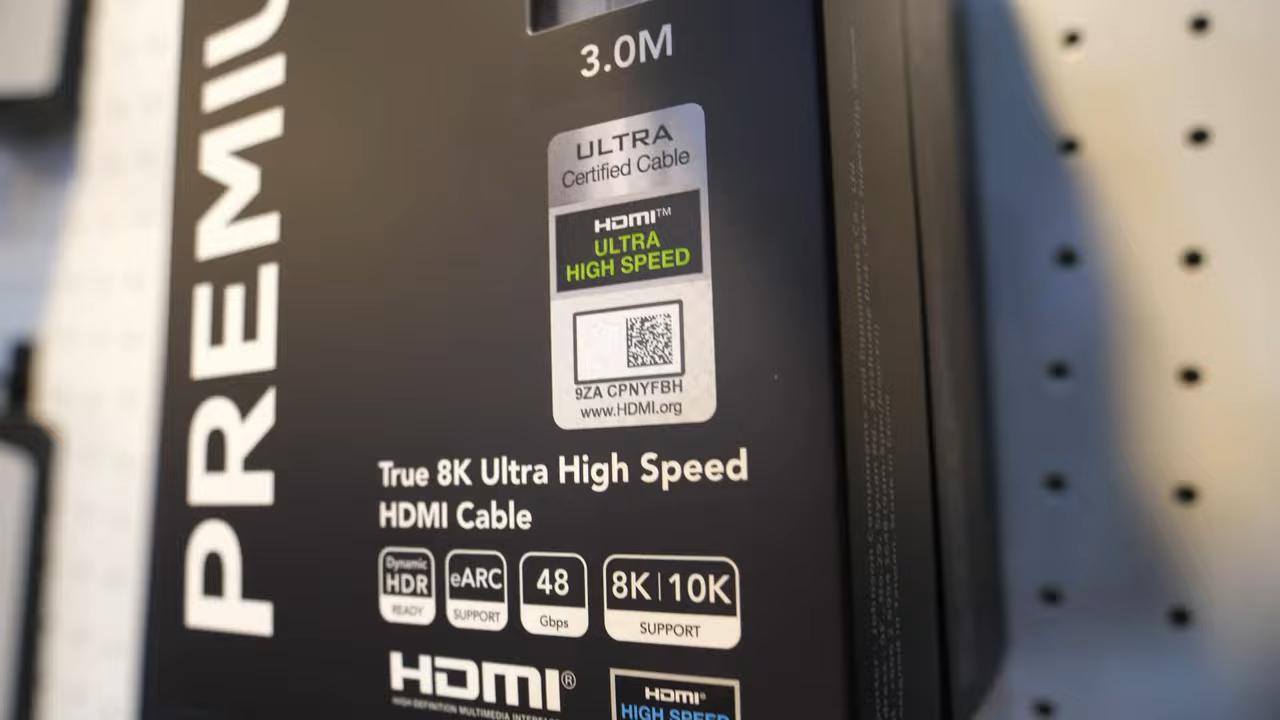 PREMIU
3.0M
ULTRA
Certified Cable
HDMI™
ULTRA
HIGH SPEED
9ZA CPNYFBH
www.HDMI.org
True 8K Ultra High Speed
HDMI Cable
Dynamic
HDR
READY
eARC
SUPPORT
48
Gbps
8K | 10K
SUPPORT
HDMI®
HIGH DEFINITION MULTIMEDIA INTERFAC
HDMI®
HIGH SPEED